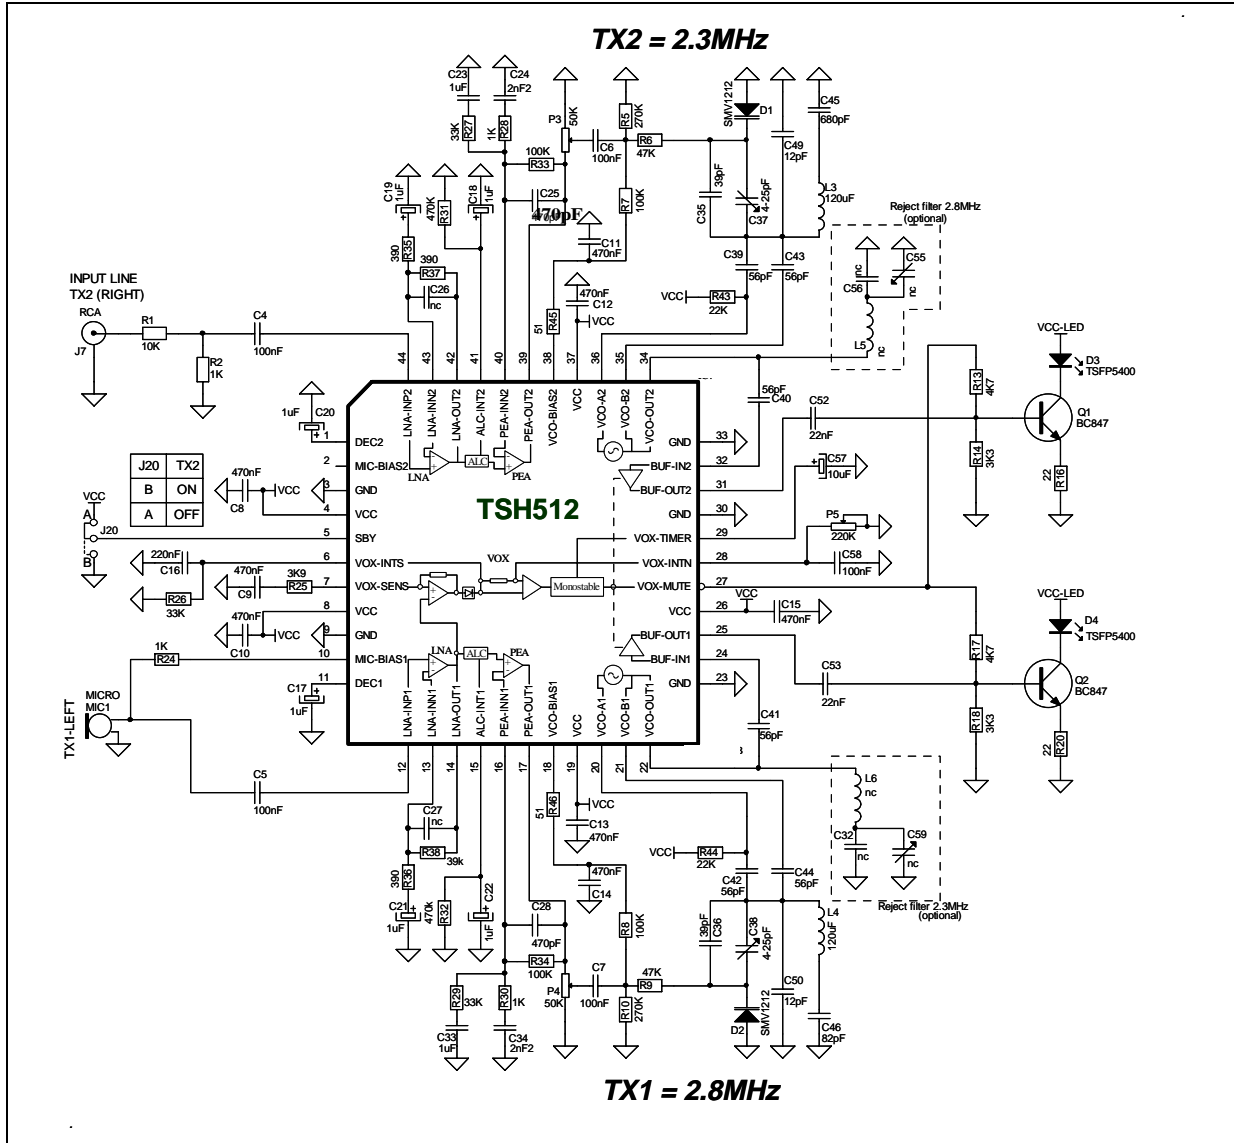 TX2 = 2.3MHz
C23
1uF
C24
2nF2
33K
R27
1K
R28
P3
50K
R5
270K
SMV1212
D1
C45
680pF
C6
100nF
R6
47K
C49
12pF
100K
R33
C19
1uF
470K
R31
C18
1uF
C25
470pF
R7
100K
39pF
C35
4-25pF
C37
L3
120uF
Reject filter 2.8MHz
(optional)
390
R35
390
R37
C26
nc
C11
470nF
470nF
C12
VCC
51
R45
C39
56pF
C43
56pF
VCC
R43
22K
nc
C56
C55
nc
L5
nc
INPUT LINE
TX2 (RIGHT)
RCA
J7
R1
10K
R2
1K
C4
100nF
44
43
42
41
40
39
38
37
36
35
34
LNA-INP2
LNA-INN2
LNA-OUT2
ALC-INT2
PEA-INN2
PEA-OUT2
VCO-BIAS2
VCC
VCO-A2
VCO-B2
VCO-OUT2
56pF
C40
C52
22nF
R13
4K7
R14
3K3
VCC-LED
D3
TSFP5400
Q1
BC847
22
R16
1uF
C20
1
DEC2
2
MIC-BIAS2
3
GND
4
VCC
5
SBY
6
VOX-INTS
7
VOX-SENS
8
VCC
9
GND
10
MIC-BIAS1
11
DEC1
LNA
ALC
PEA
TSH512
VOX
Monostable
LNA
ALC
PEA
GND
33
BUF-IN2
32
BUF-OUT2
31
GND
30
VOX-TIMER
29
VOX-INTN
28
VOX-MUTE
27
VCC
26
BUF-OUT1
25
BUF-IN1
24
GND
23
J20 TX2
B ON
A OFF
470nF
C8
VCC
VCC
A
J20
B
220nF
C16
R26
33K
470nF
C9
3K9
R25
470nF
C10
VCC
1K
R24
C17
1uF
MICRO
MIC1
TX1-LEFT
C5
100nF
C57
10uF
P5
220K
C58
100nF
VCC
C15
470nF
C53
22nF
C41
56pF
R17
4K7
R18
3K3
VCC-LED
D4
TSFP5400
Q2
BC847
22
R20
LNA-INP1
LNA-INN1
LNA-OUT1
ALC-INT1
PEA-INN1
PEA-OUT1
VCO-BIAS1
VCC
VCO-A1
VCO-B1
VCO-OUT1
12
13
14
15
16
17
18
19
20
21
22
C27
nc
R38
39k
390
R36
C21
1uF
470k
R32
C22
1uF
51
R46
VCC
C13
470nF
470nF
C14
VCC
R44
22K
C42
56pF
C44
56pF
L6
nc
C32
nc
C59
nc
Reject filter 2.3MHz
(optional)
C28
470pF
R34
100K
P4
50K
C7
100nF
R8
100K
47K
R9
R10
270K
39pF
C36
C38
4-25pF
L4
120uF
C50
12pF
SMV1212
D2
C46
82pF
R29
33K
R30
1K
C33
1uF
C34
2nF2
TX1 = 2.8MHz